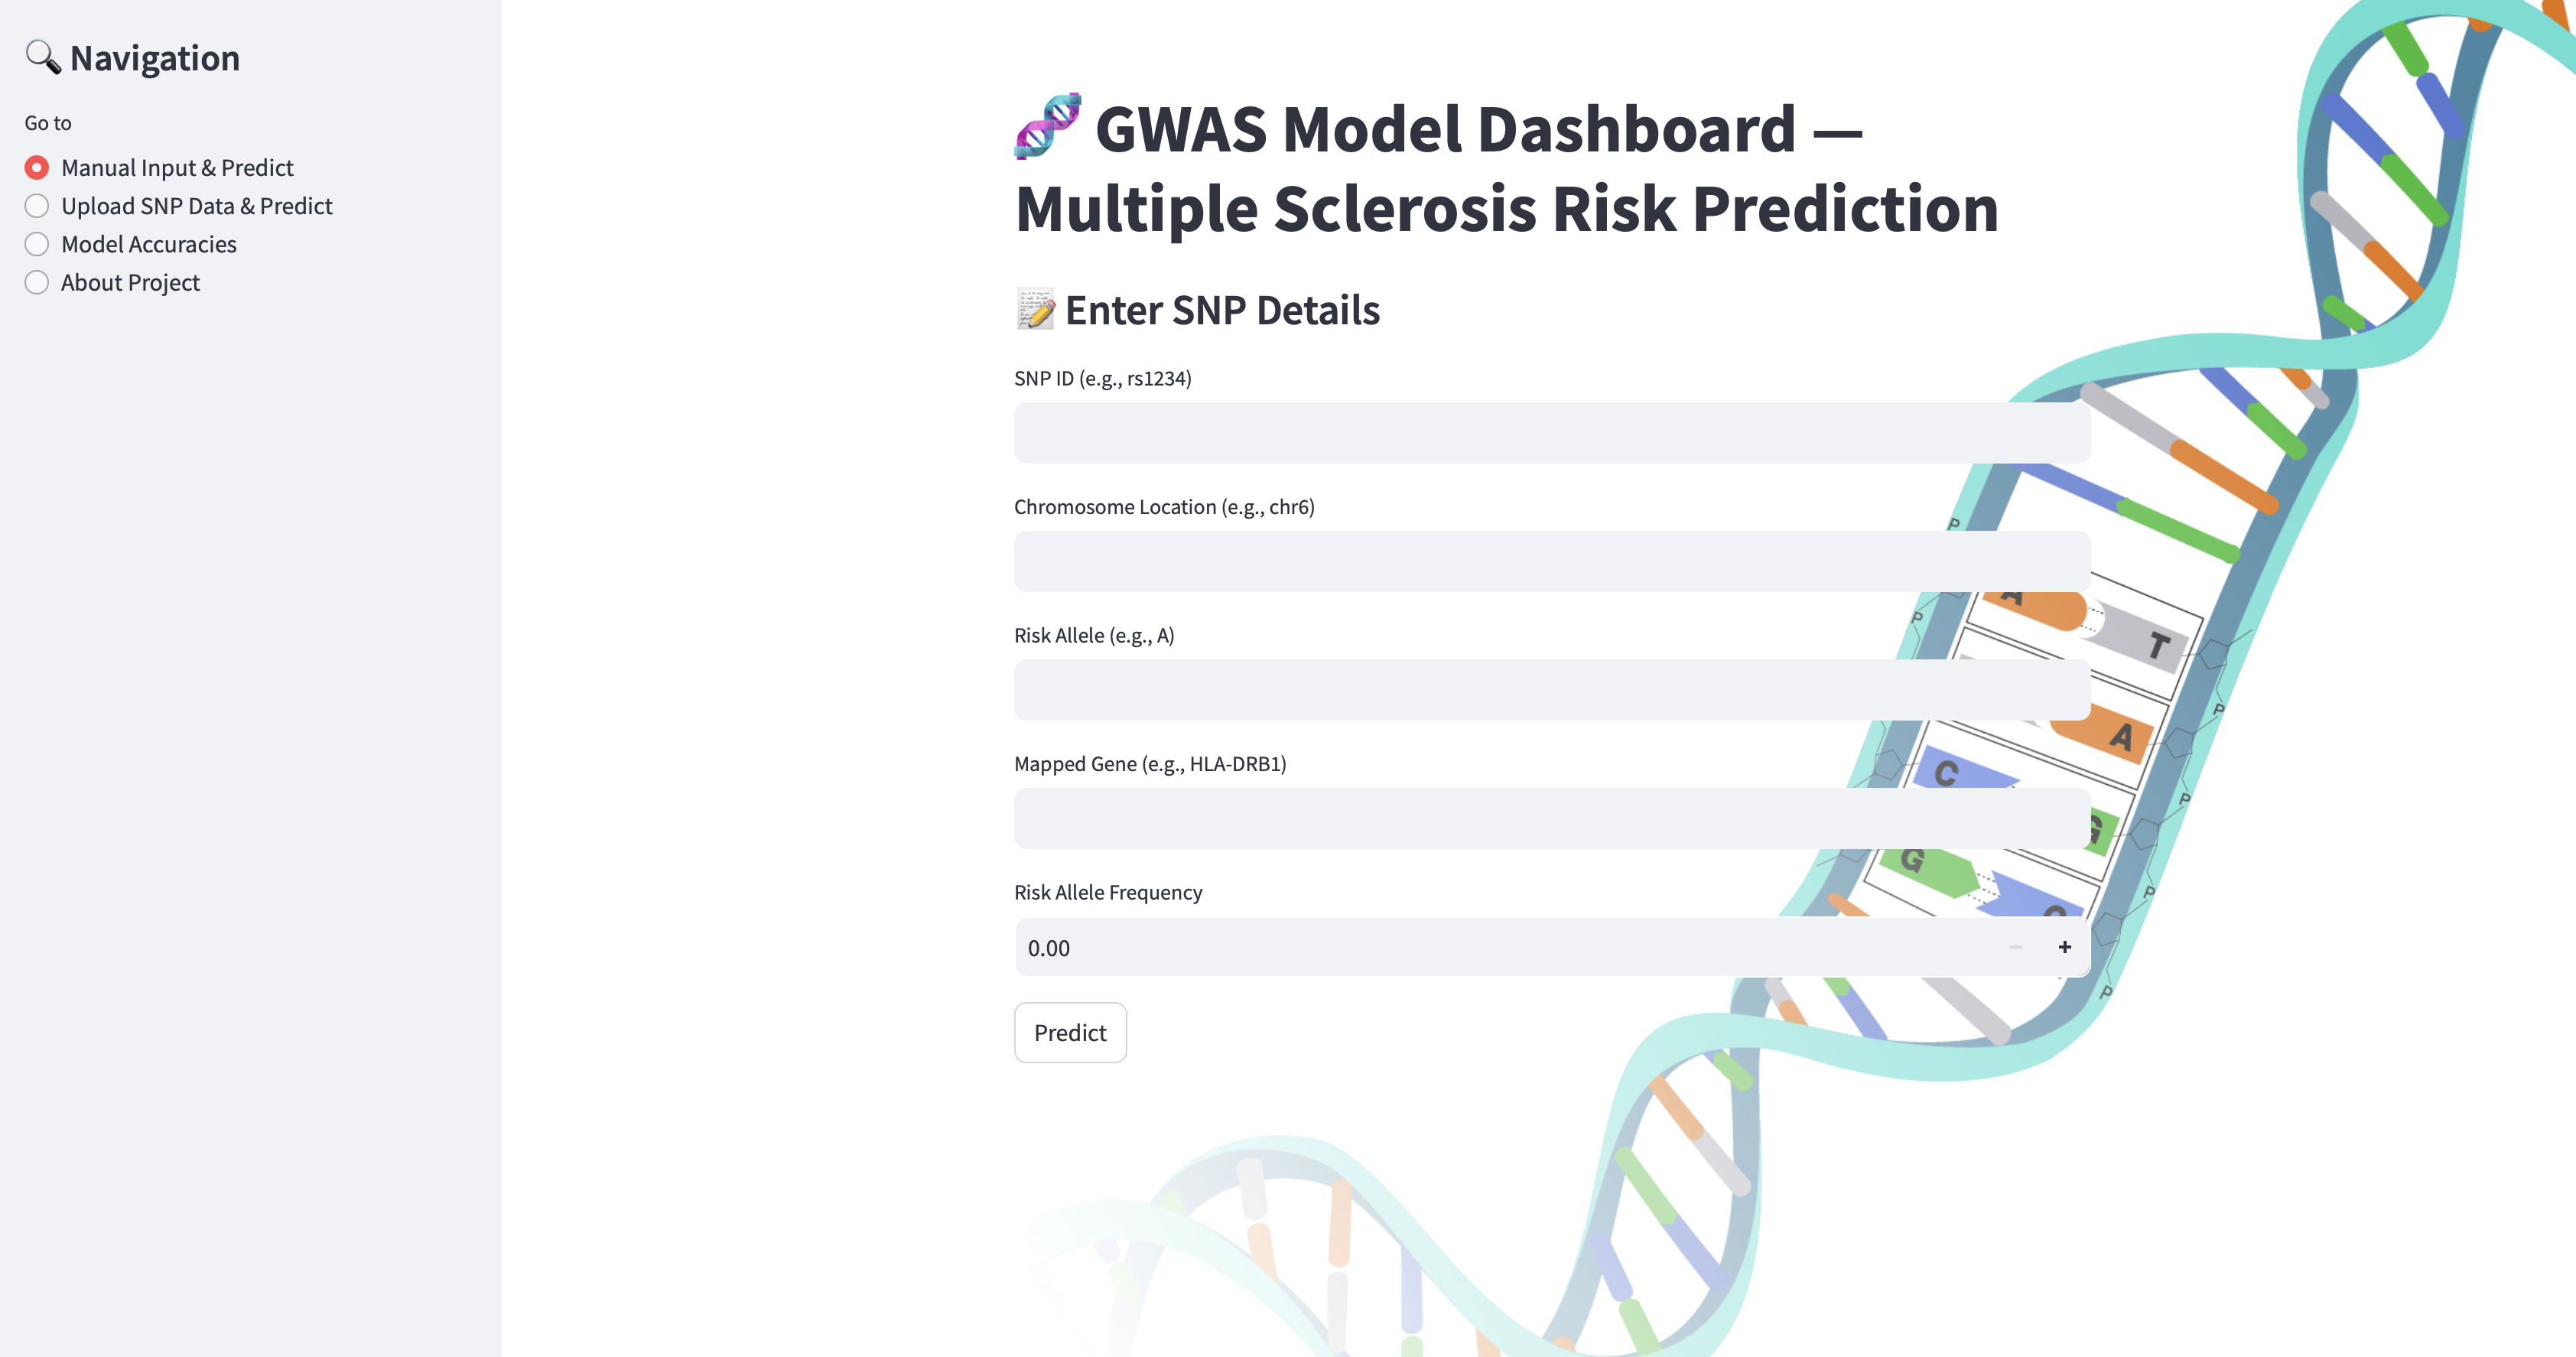 Navigation
Go to
Manual Input & Predict
Upload SNP Data & Predict
Model Accuracies
About Project
GWAS Model Dashboard —
Multiple Sclerosis Risk Prediction
Enter SNP Details
SNP ID (e.g., rs1234)
Chromosome Location (e.g., chr6)
Risk Allele (e.g., A)
Mapped Gene (e.g., HLA-DRB1)
Risk Allele Frequency
0.00
Predict
P
P
A
T
P
A
C
P
G
G
P
P